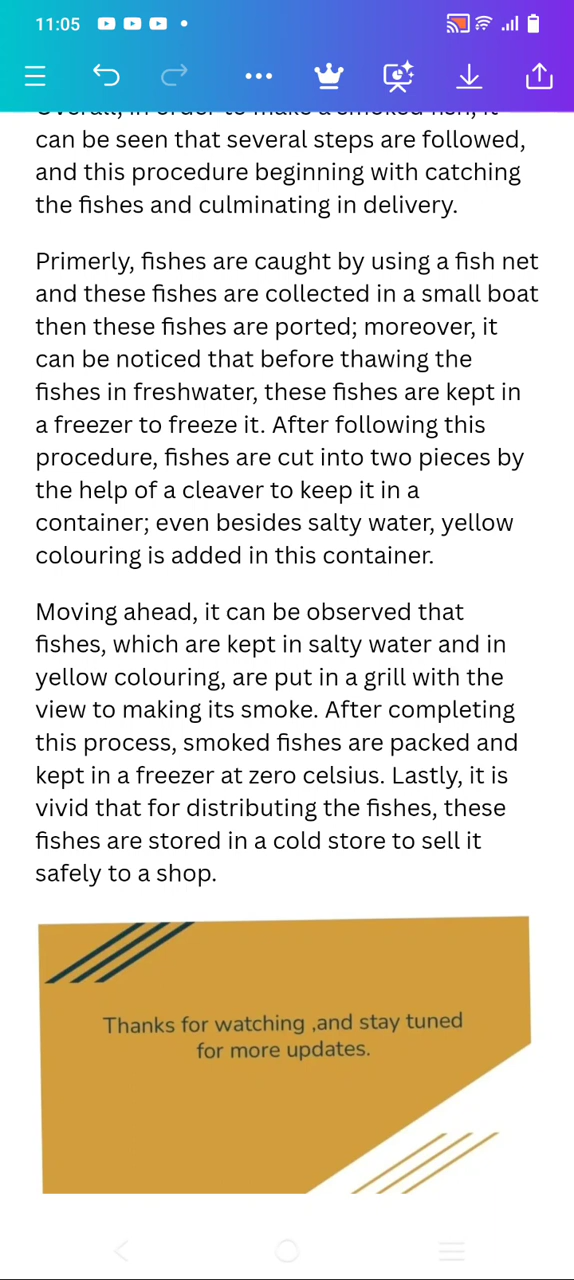 11:05
Overall, in order to make a smoked fish, it
can be seen that several steps are followed,
and this procedure beginning with catching
the fishes and culminating in delivery.
Primerly, fishes are caught by using a fish net
and these fishes are collected in a small boat
then these fishes are ported; moreover, it
can be noticed that before thawing the
fishes in freshwater, these fishes are kept in
a freezer to freeze it. After following this
procedure, fishes are cut into two pieces by
the help of a cleaver to keep it in a
container; even besides salty water, yellow
colouring is added in this container.
Moving ahead, it can be observed that
fishes, which are kept in salty water and in
yellow colouring, are put in a grill with the
view to making its smoke. After completing
this process, smoked fishes are packed and
kept in a freezer at zero celsius. Lastly, it is
vivid that for distributing the fishes, these
fishes are stored in a cold store to sell it
safely to a shop.
Thanks for watching ,and stay tuned
for more updates.